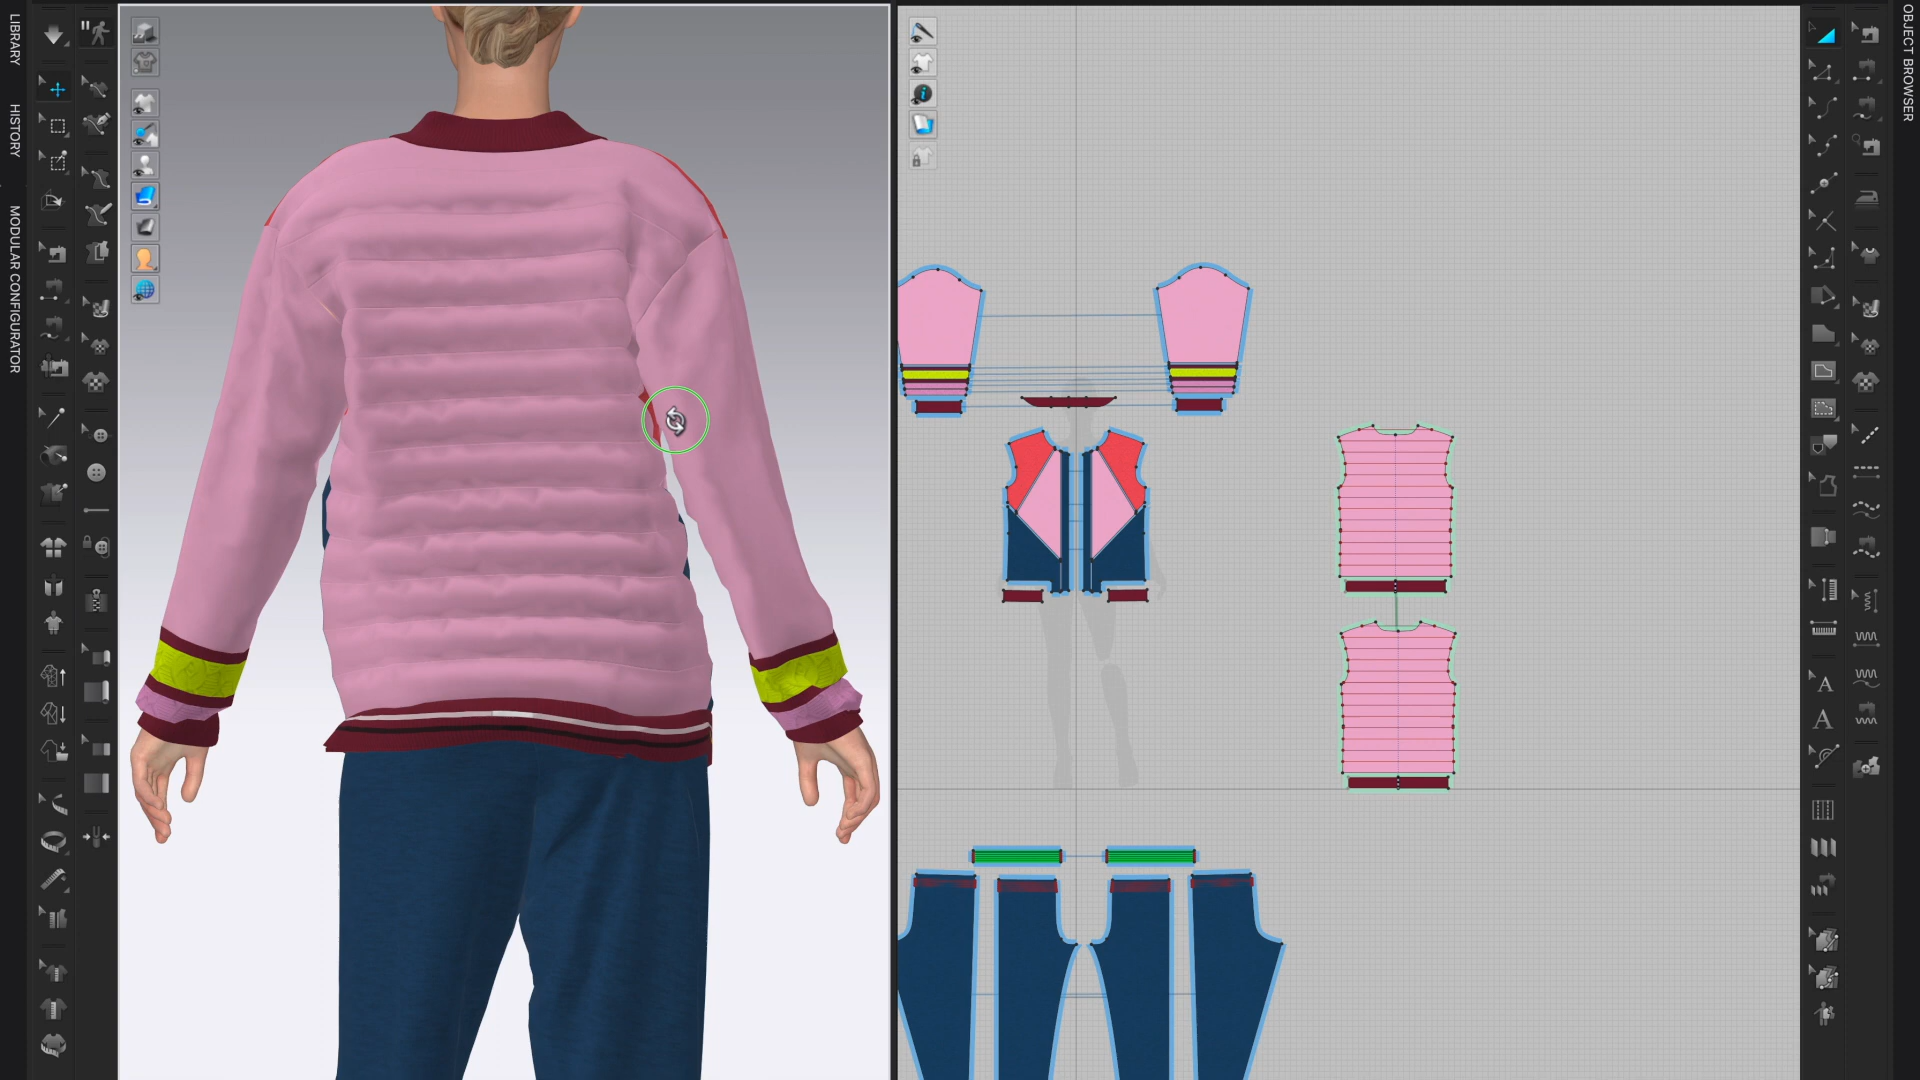 LIBRARY
HISTORY
MODULAR CONFIGURATOR
OBJECT BROWSER
A
A